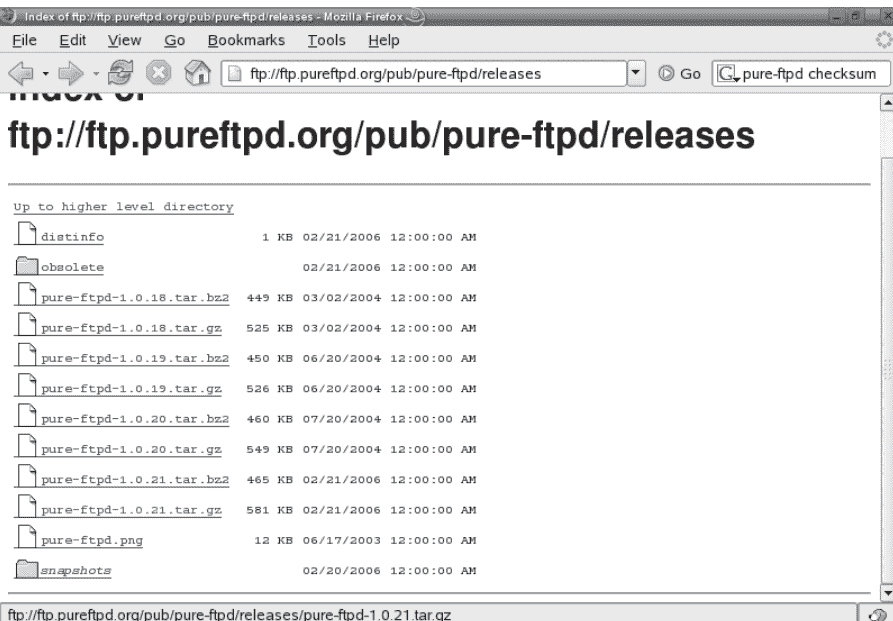 Index of ftp://ftp.pureftpd.org/pub/pure-ftpd/releases - Mozilla Firefox
File Edit View Go Bookmarks Tools Help
ftp://ftp.pureftpd.org/pub/pure-ftpd/releases Go G pure-ftpd checksum
Index of
ftp://ftp.pureftpd.org/pub/pure-ftpd/releases
Up to higher level directory
distinfo 1 KB 02/21/2006 12:00:00 AM
obsolete 02/21/2006 12:00:00 AM
pure-ftpd-1.0.18.tar.bz2 449 KB 03/02/2004 12:00:00 AM
pure-ftpd-1.0.18.tar.gz 525 KB 03/02/2004 12:00:00 AM
pure-ftpd-1.0.19.tar.bz2 450 KB 06/20/2004 12:00:00 AM
pure-ftpd-1.0.19.tar.gz 526 KB 06/20/2004 12:00:00 AM
pure-ftpd-1.0.20.tar.bz2 460 KB 07/20/2004 12:00:00 AM
pure-ftpd-1.0.20.tar.gz 549 KB 07/20/2004 12:00:00 AM
pure-ftpd-1.0.21.tar.bz2 465 KB 02/21/2006 12:00:00 AM
pure-ftpd-1.0.21.tar.gz 581 KB 02/21/2006 12:00:00 AM
pure-ftpd.png 12 KB 06/17/2003 12:00:00 AM
snapshots 02/20/2006 12:00:00 AM
ftp://ftp.pureftpd.org/pub/pure-ftpd/releases/pure-ftpd-1.0.21.tar.gz